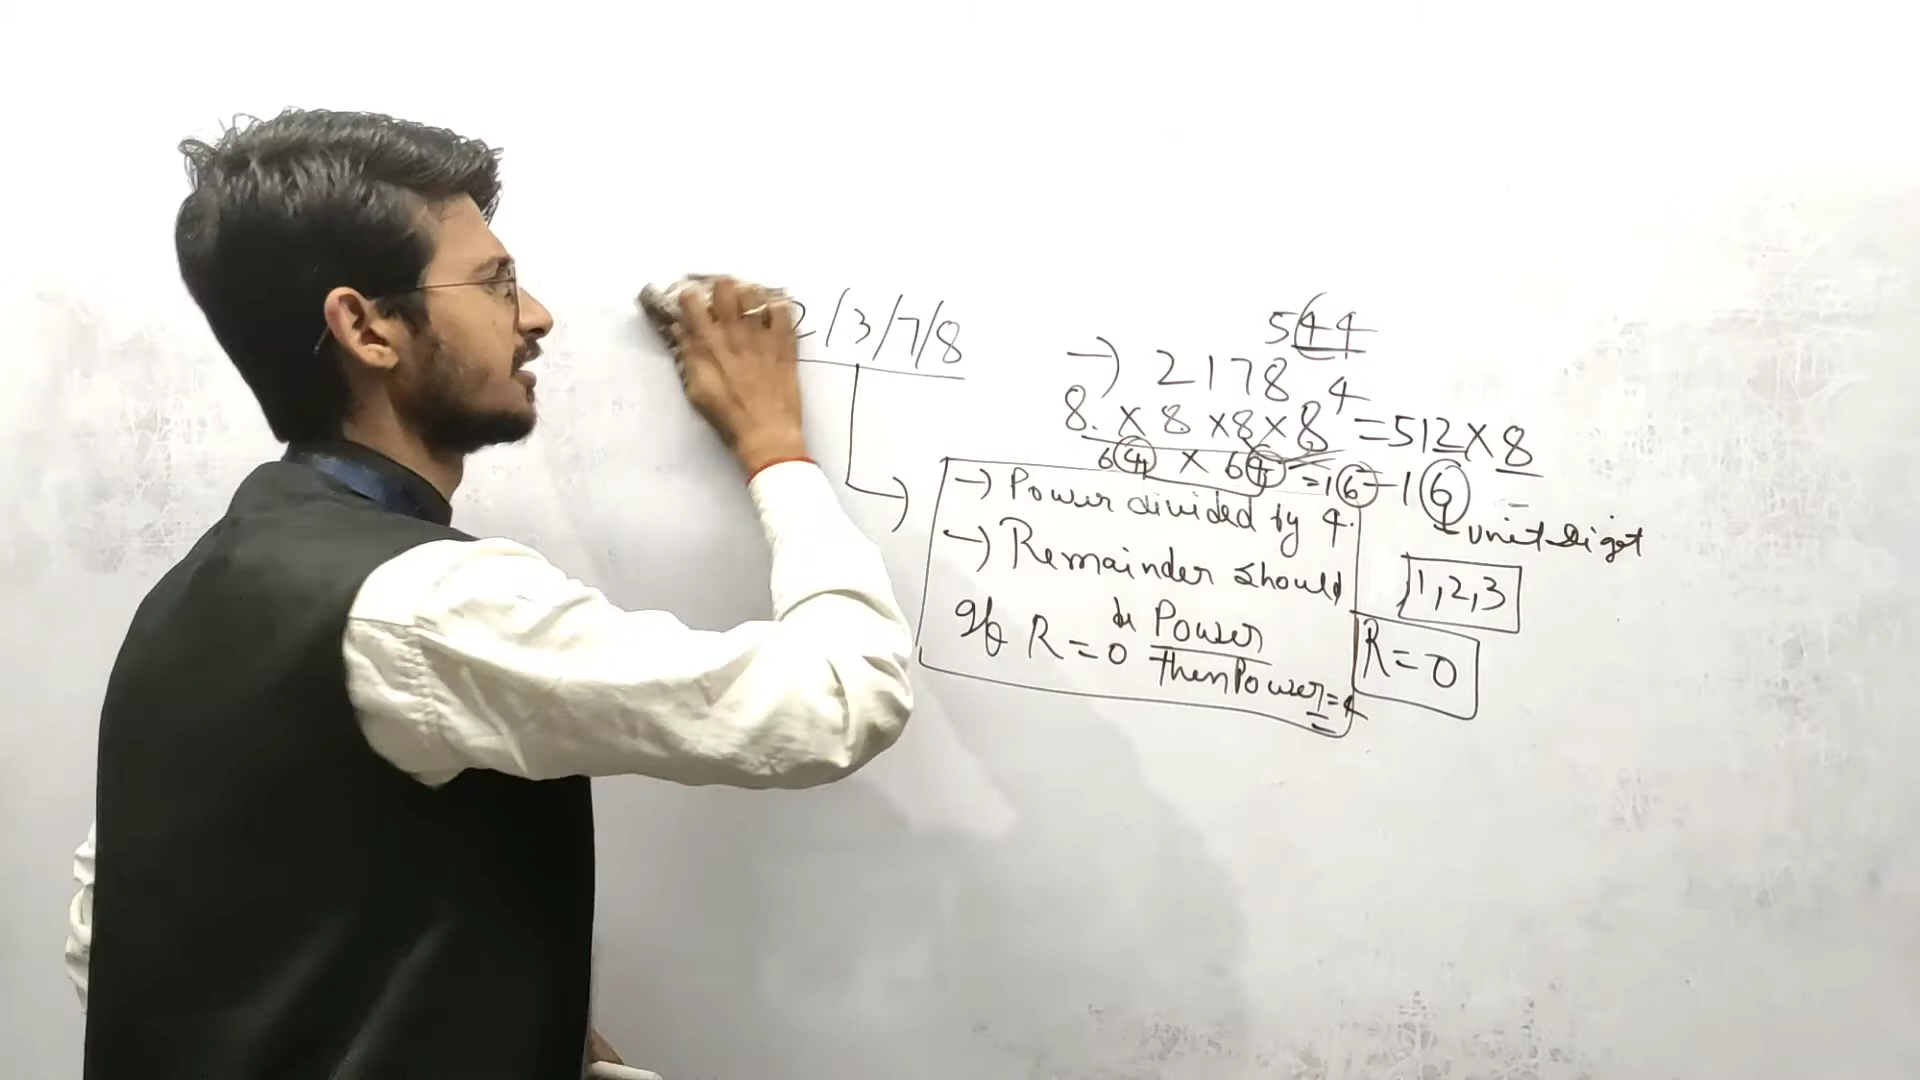 2/3/7/8
544
→ 2178 4
8. × 8 × 8 × 8 = 512 × 8
64 × 64 = 16 - 16
→ Power divided by 4.
unit digit
→ Remainder should
1,2,3
be Power
If R = 0 then Power = 4
R = 0